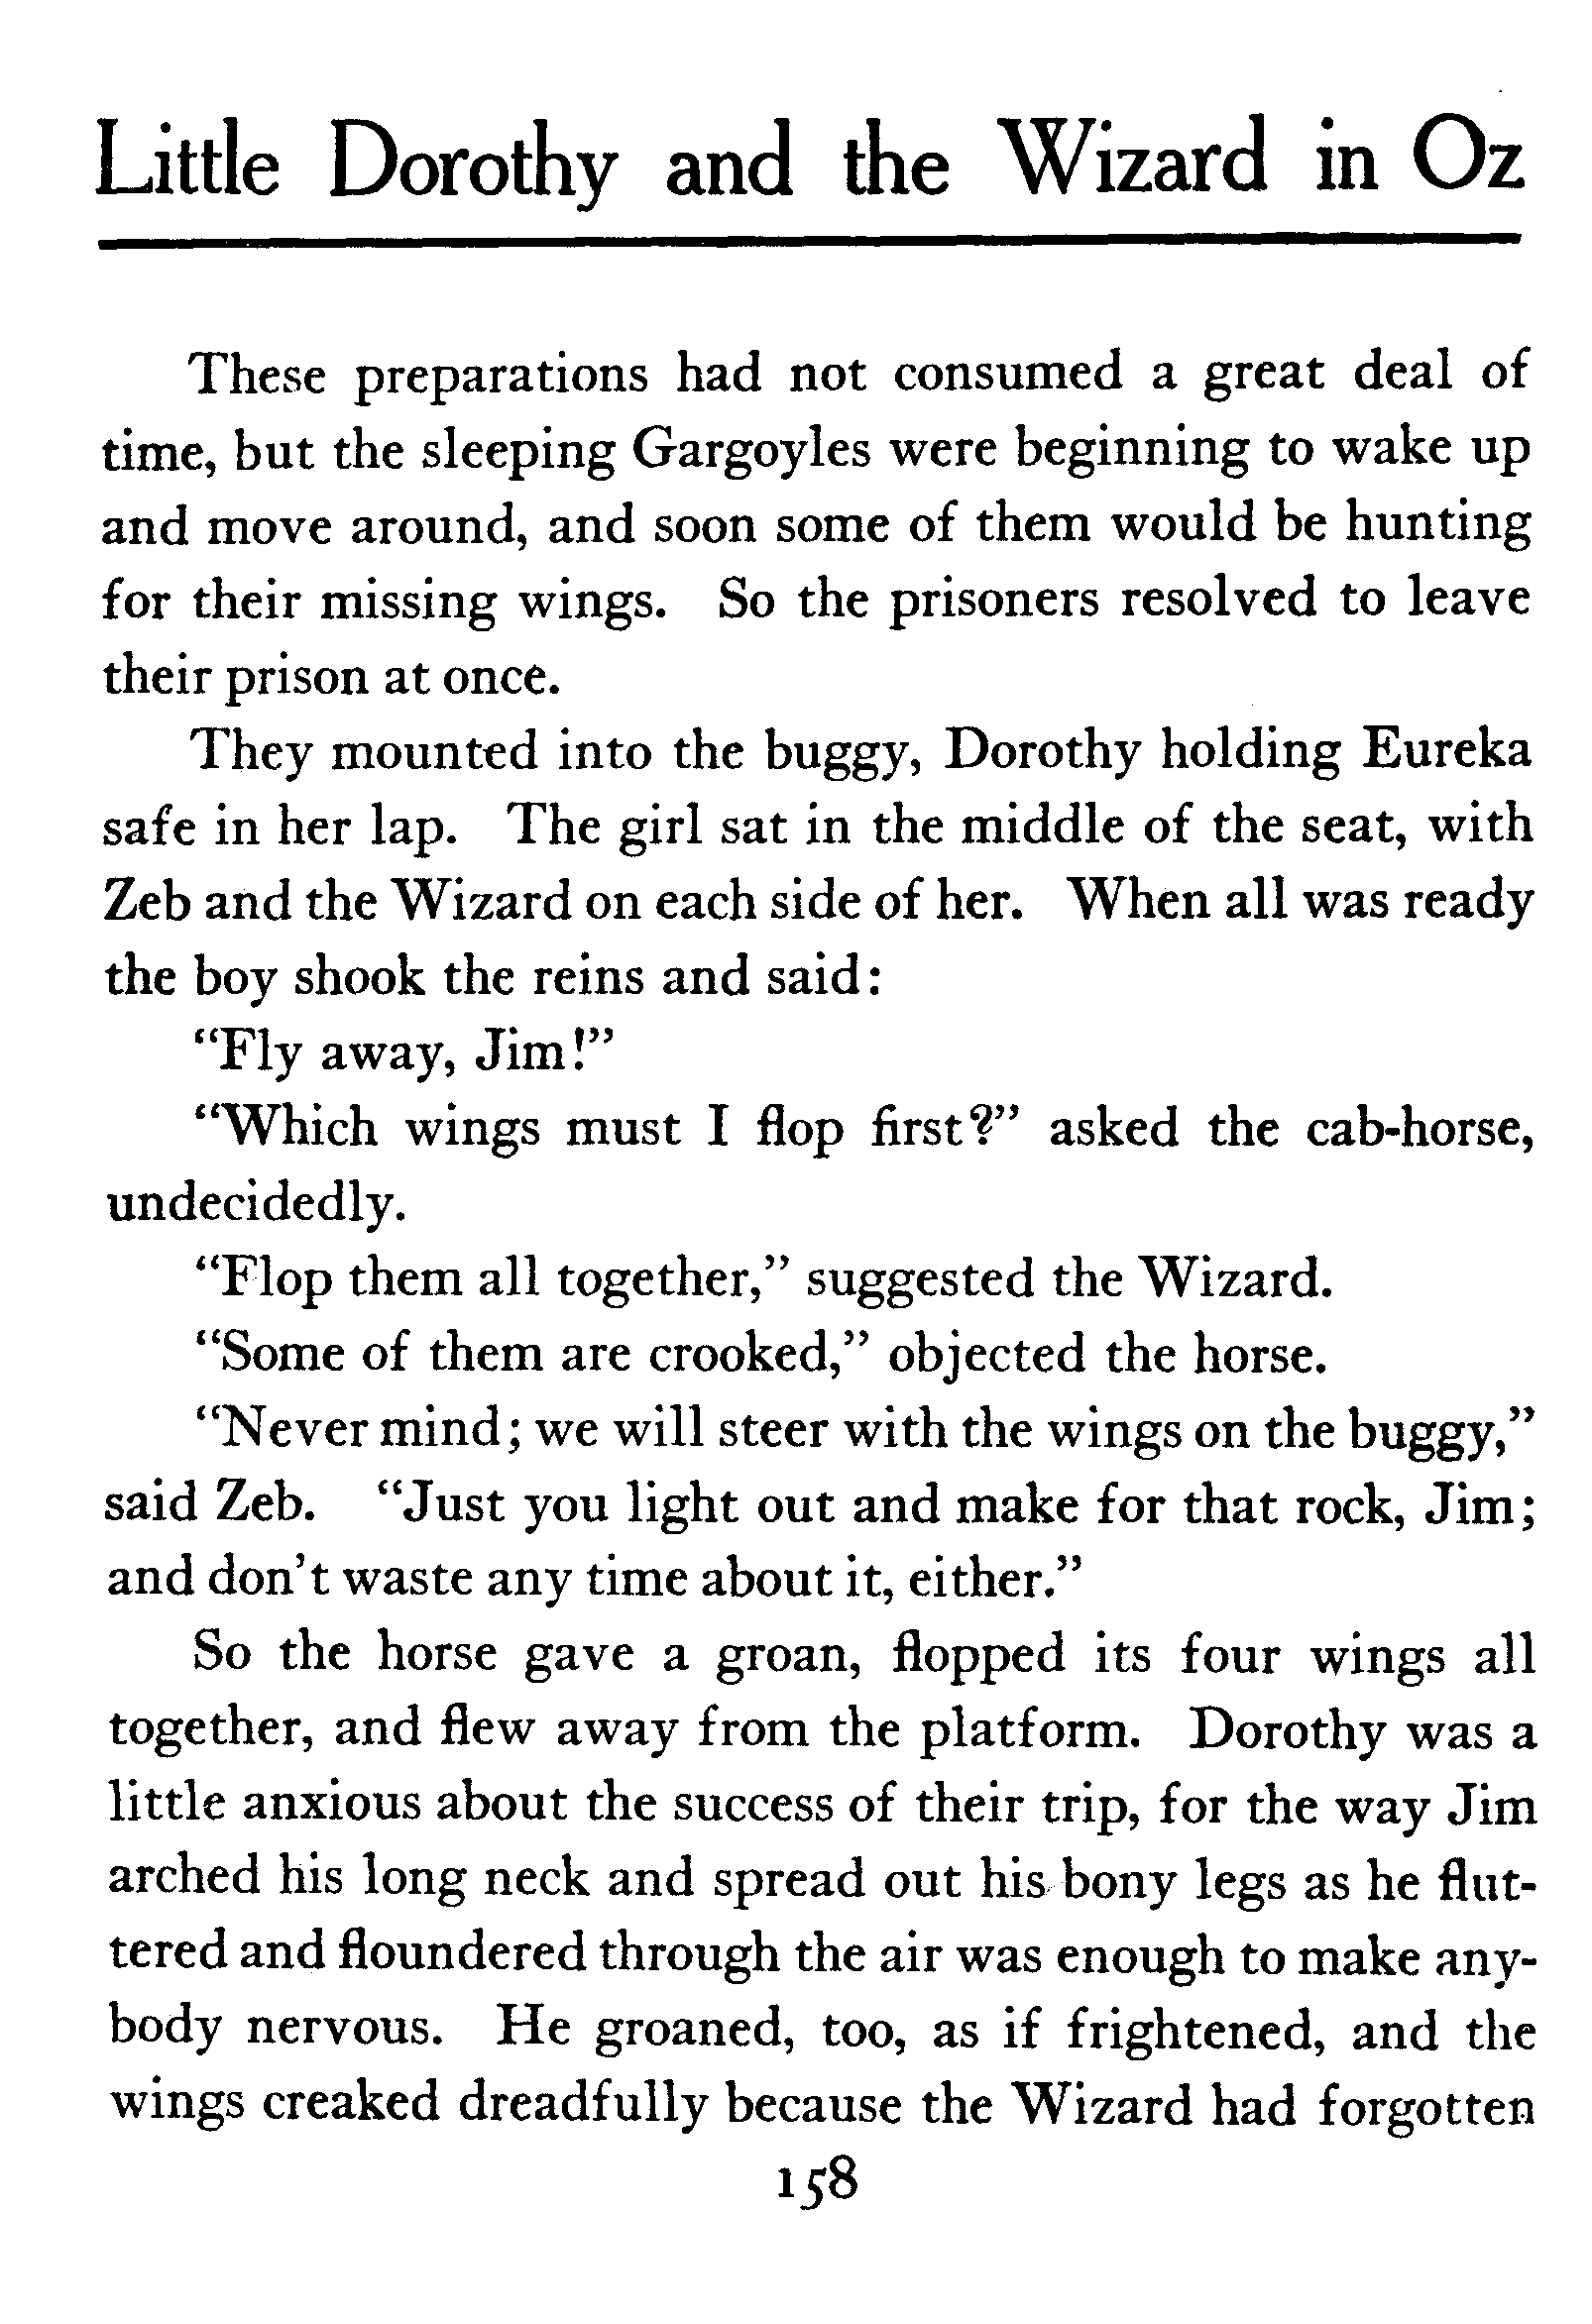 Little Dorothy and the Wizard in Oz
These preparations had not consumed a great deal of
time, but the sleeping Gargoyles were beginning to wake up
and move around, and soon some of them would be hunting
for their missing wings. So the prisoners resolved to leave
their prison at once.
They mounted into the buggy, Dorothy holding Eureka
safe in her lap. The girl sat in the middle of the seat, with
Zeb and the Wizard on each side of her. When all was ready
the boy shook the reins and said:
“Fly away, Jim!”
“Which wings must I flop first?” asked the cab-horse,
undecidedly.
“Flop them all together,” suggested the Wizard.
“Some of them are crooked,” objected the horse.
“Never mind; we will steer with the wings on the buggy,”
said Zeb. “Just you light out and make for that rock, Jim;
and don't waste any time about it, either.”
So the horse gave a groan, flopped its four wings all
together, and flew away from the platform. Dorothy was a
little anxious about the success of their trip, for the way Jim
arched his long neck and spread out his bony legs as he flut-
tered and floundered through the air was enough to make any-
body nervous. He groaned, too, as if frightened, and the
wings creaked dreadfully because the Wizard had forgotten
158